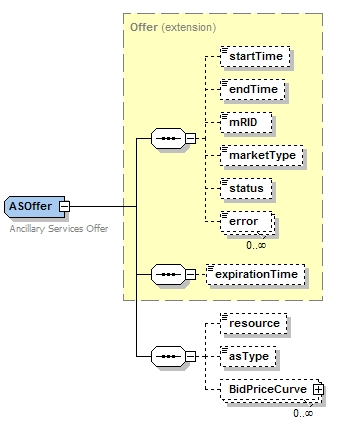 Offer (extension)
startTime
endTime
mRID
marketType
status
error
0..∞
ASOffer
Ancillary Services Offer
expirationTime
resource
asType
BidPriceCurve
0..∞